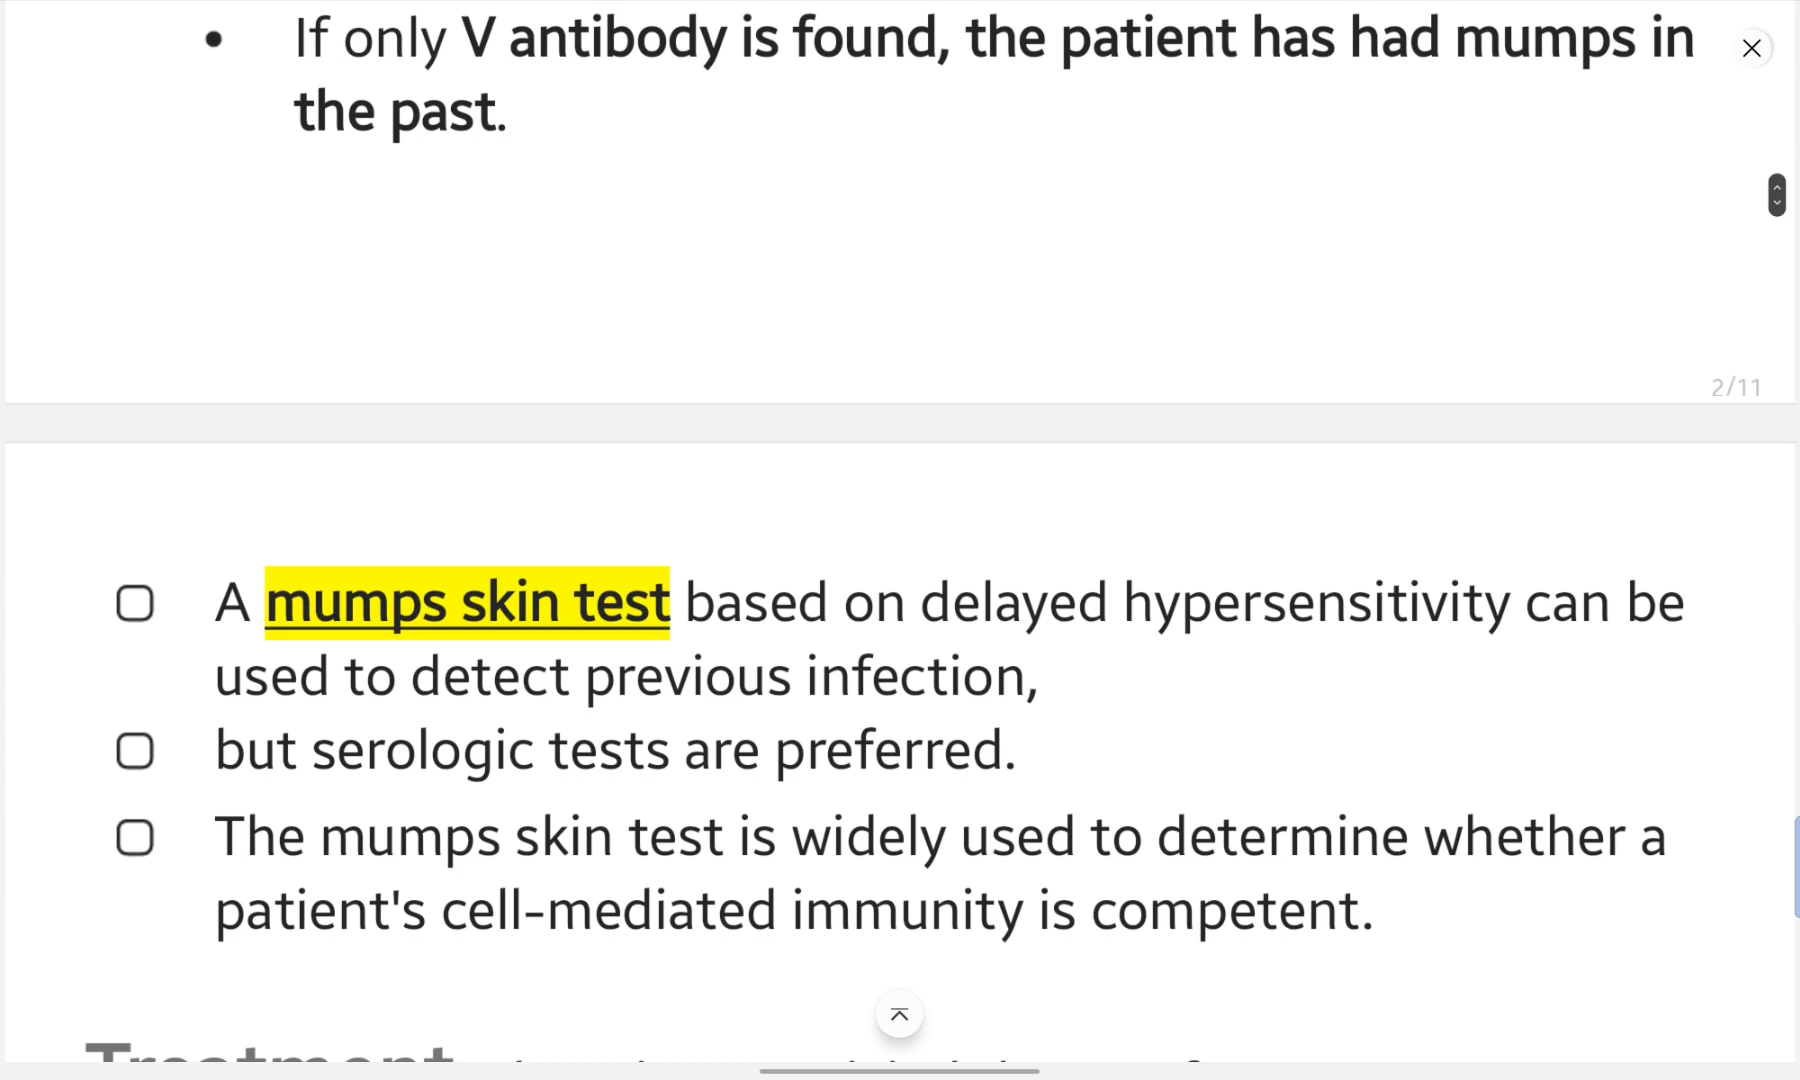 If only V antibody is found, the patient has had mumps in
the past.
2/11
A mumps skin test based on delayed hypersensitivity can be
used to detect previous infection,
but serologic tests are preferred.
The mumps skin test is widely used to determine whether a
patient's cell-mediated immunity is competent.
Treatment